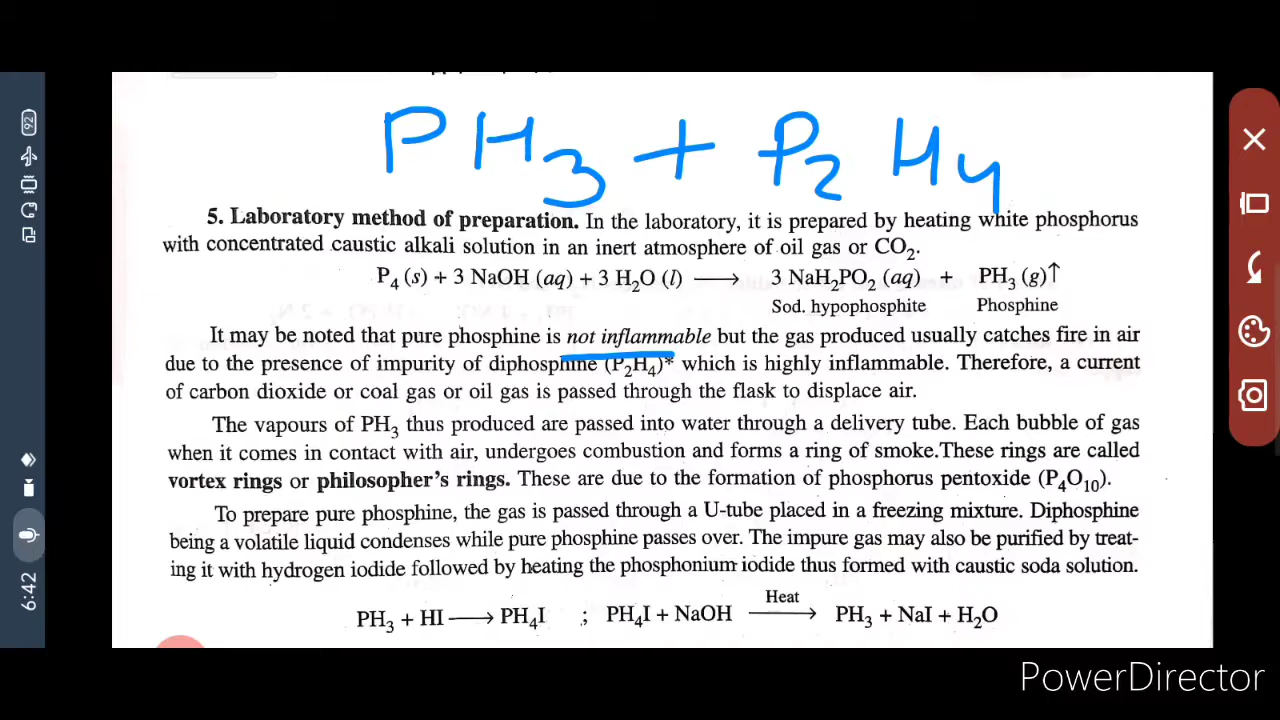 PH3 + P2 H4
5. Laboratory method of preparation. In the laboratory, it is prepared by heating white phosphorus
with concentrated caustic alkali solution in an inert atmosphere of oil gas or CO2.
P4 (s) + 3 NaOH (aq) + 3 H2O (l) ⟶ 3 NaH2PO2 (aq) + PH3 (g)↑
Sod. hypophosphite Phosphine
It may be noted that pure phosphine is not inflammable but the gas produced usually catches fire in air
due to the presence of impurity of diphosphine (P2H4)* which is highly inflammable. Therefore, a current
of carbon dioxide or coal gas or oil gas is passed through the flask to displace air.
The vapours of PH3 thus produced are passed into water through a delivery tube. Each bubble of gas
when it comes in contact with air, undergoes combustion and forms a ring of smoke.These rings are called
vortex rings or philosopher's rings. These are due to the formation of phosphorus pentoxide (P4O10).
To prepare pure phosphine, the gas is passed through a U-tube placed in a freezing mixture. Diphosphine
being a volatile liquid condenses while pure phosphine passes over. The impure gas may also be purified by treat-
ing it with hydrogen iodide followed by heating the phosphonium iodide thus formed with caustic soda solution.
Heat
PH3 + HI ⟶ PH4I ; PH4I + NaOH ⟶ PH3 + NaI + H2O
92
6:42
PowerDirector